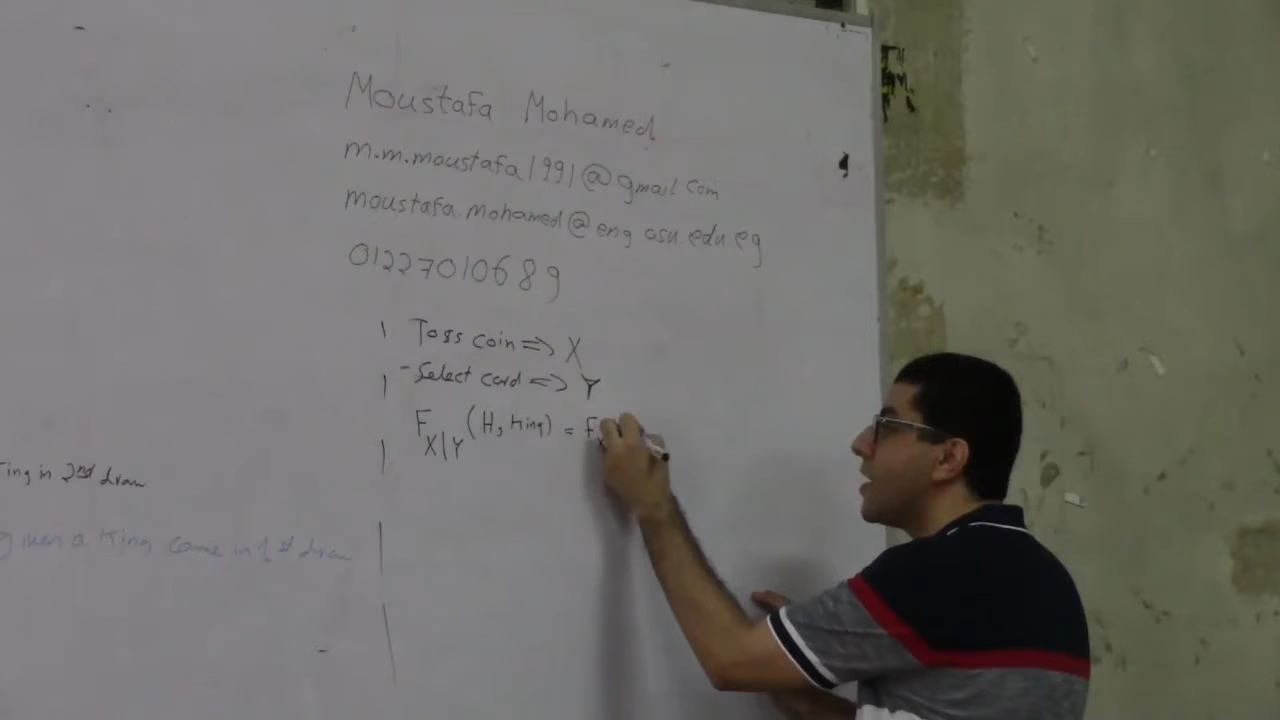 Moustafa Mohamed
m.m.moustafa1991@gmail.com
moustafa.mohamed@eng.asu.edu.eg
01227010689
Toss coin => X
- Select card => Y
F X|Y (H, King) = F
King in 2nd draw
given a King came in 1st draw